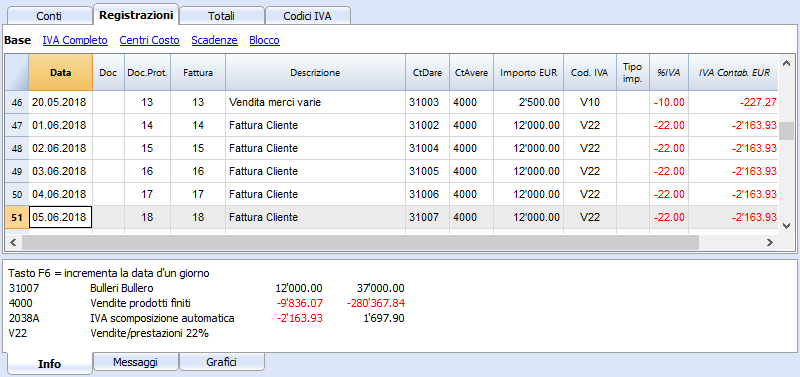 Conti Registrazioni Totali Codici IVA
Base IVA Completo Centri Costo Scadenze Blocco
Data Doc Doc.Prot. Fattura Descrizione CtDare CtAvere Importo EUR Cod. IVA Tipo imp. %IVA IVA Contab. EUR
46 20.05.2018 13 13 Vendita merci varie 31003 4000 2'500.00 V10 -10.00 -227.27
47 01.06.2018 14 14 Fattura Cliente 31002 4000 12'000.00 V22 -22.00 -2'163.93
48 02.06.2018 15 15 Fattura Cliente 31004 4000 12'000.00 V22 -22.00 -2'163.93
49 03.06.2018 16 16 Fattura Cliente 31005 4000 12'000.00 V22 -22.00 -2'163.93
50 04.06.2018 17 17 Fattura Cliente 31006 4000 12'000.00 V22 -22.00 -2'163.93
51 05.06.2018 18 18 Fattura Cliente 31007 4000 12'000.00 V22 -22.00 -2'163.93
Tasto F6 = incrementa la data d'un giorno
31007 Bulleri Bullero 12'000.00 37'000.00
4000 Vendite prodotti finiti -9'836.07 -280'367.84
2038A IVA scomposizione automatica -2'163.93 1'697.90
V22 Vendite/prestazioni 22%
Info Messaggi Grafici